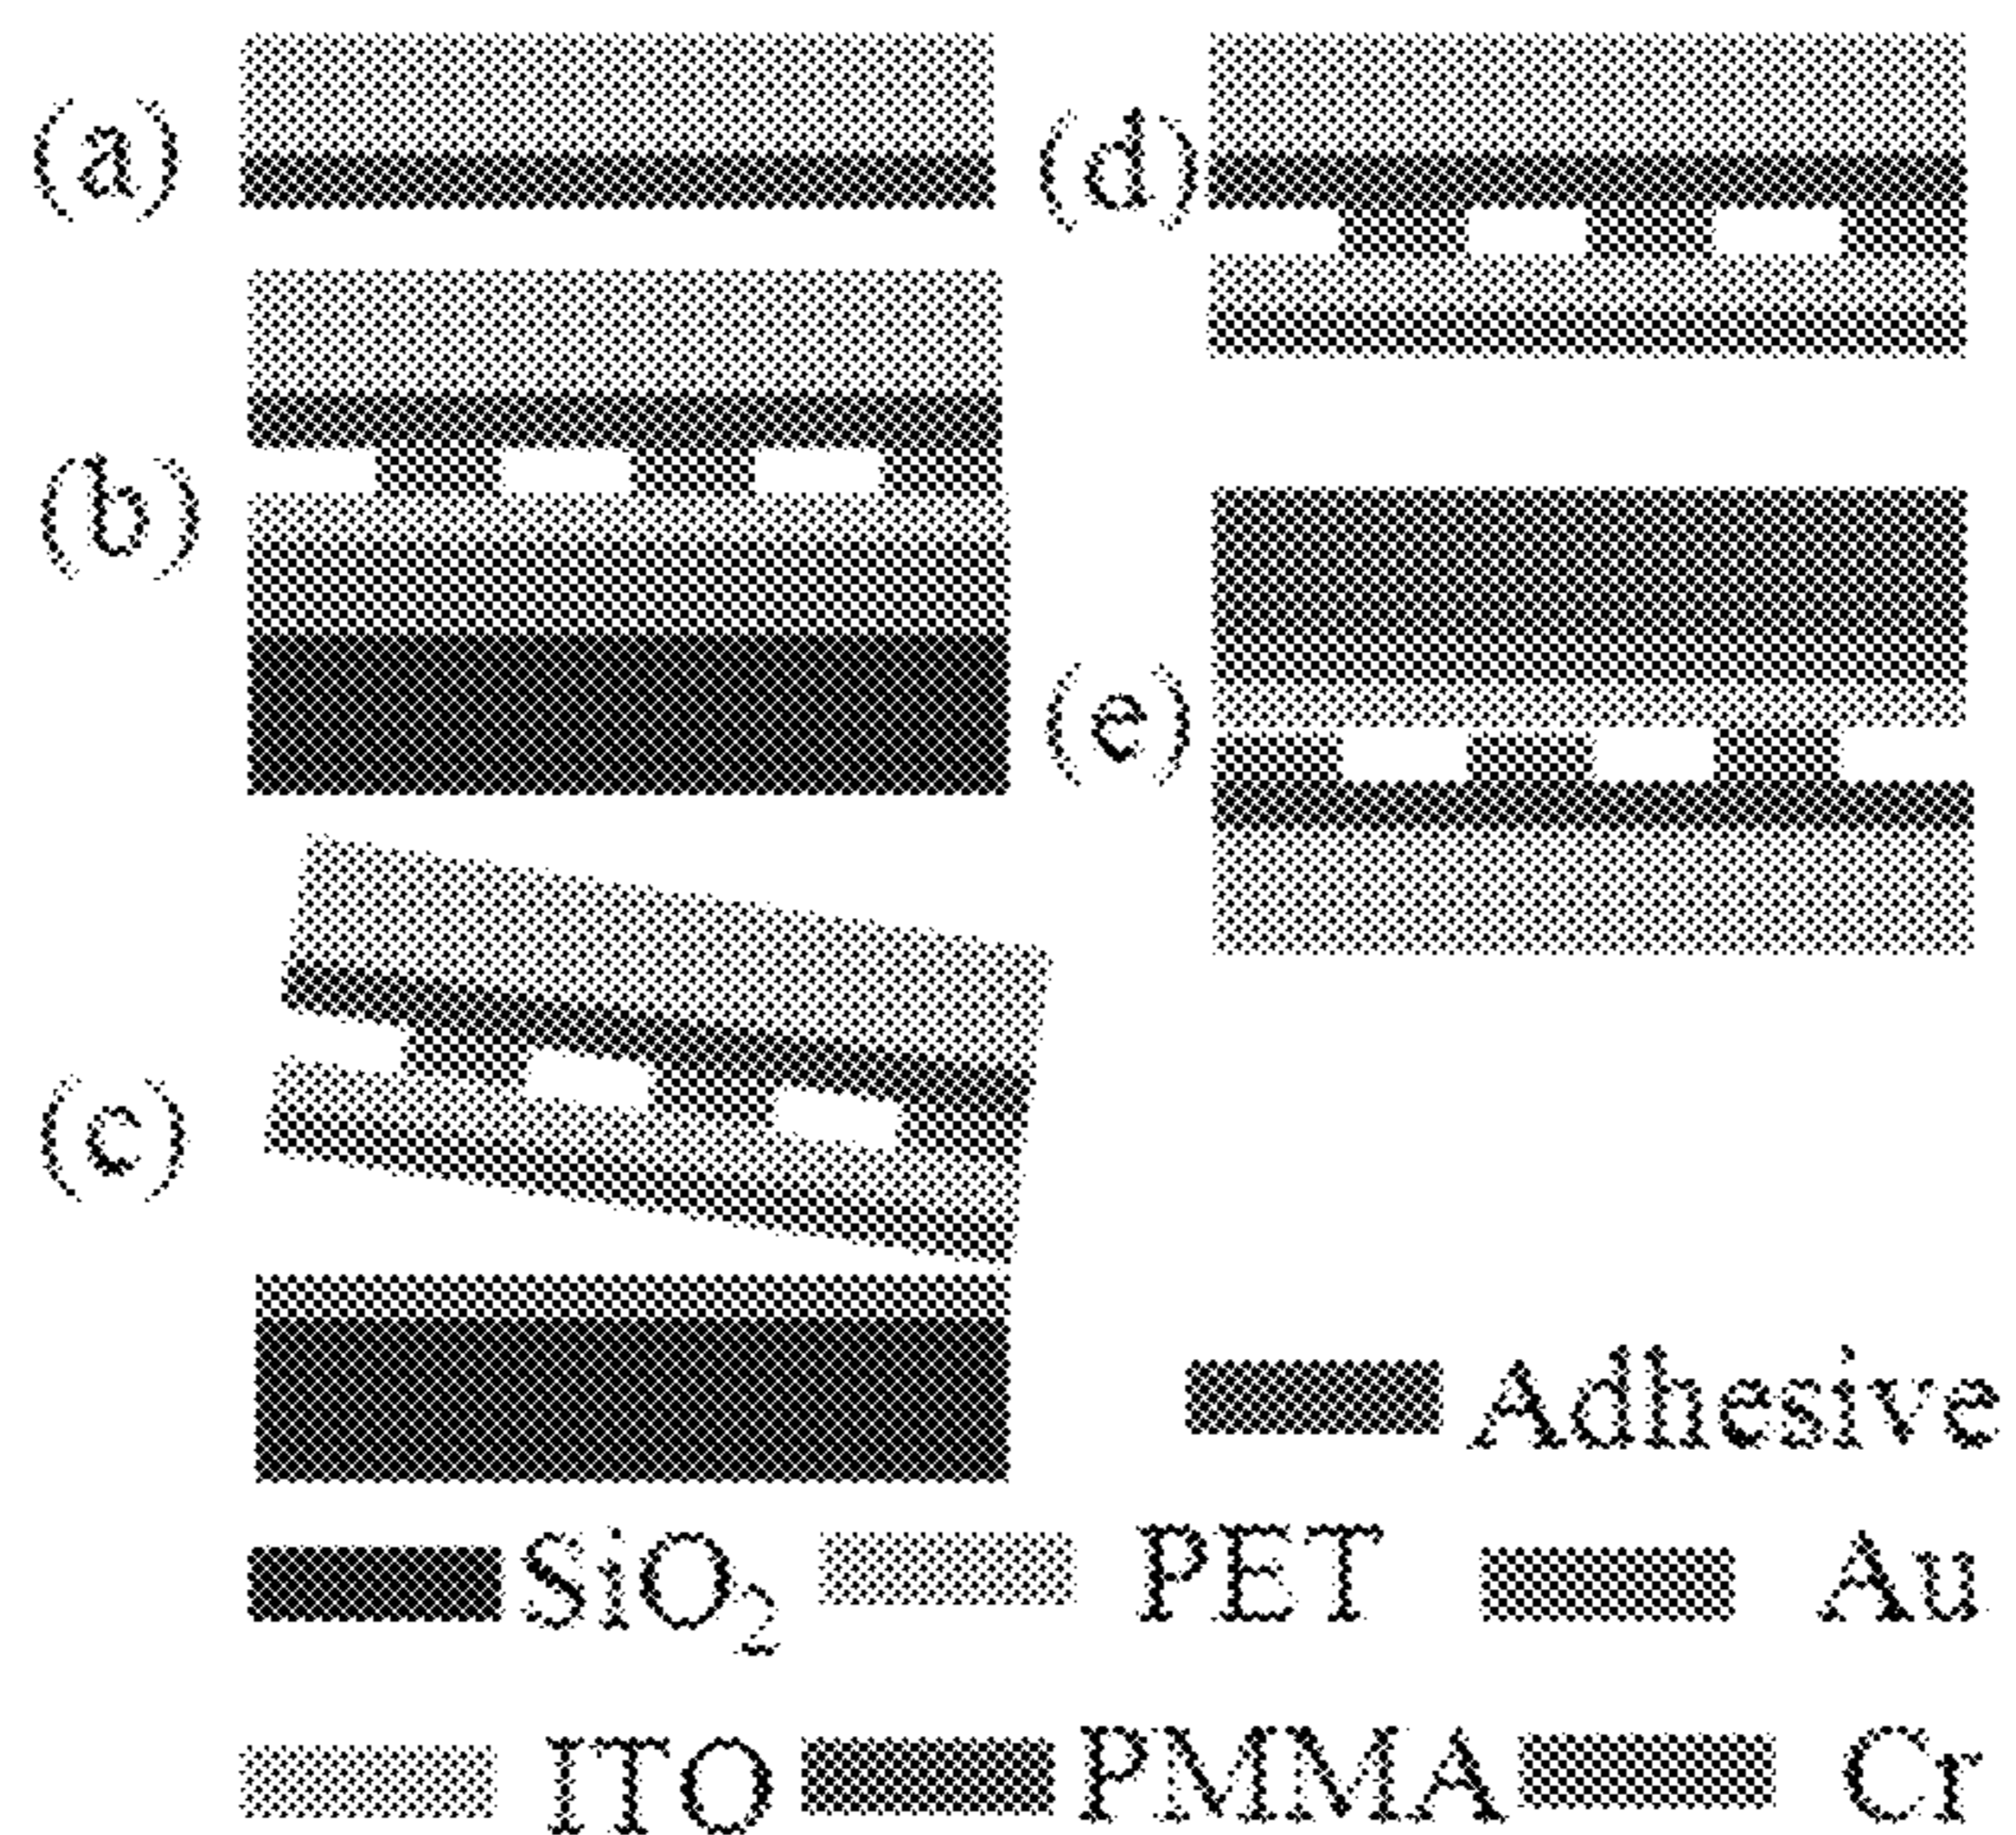 (a)
(d)
(b)
(e)
(c)
Adhesive
SiO₂ PET Au
ITO PMMA Cr